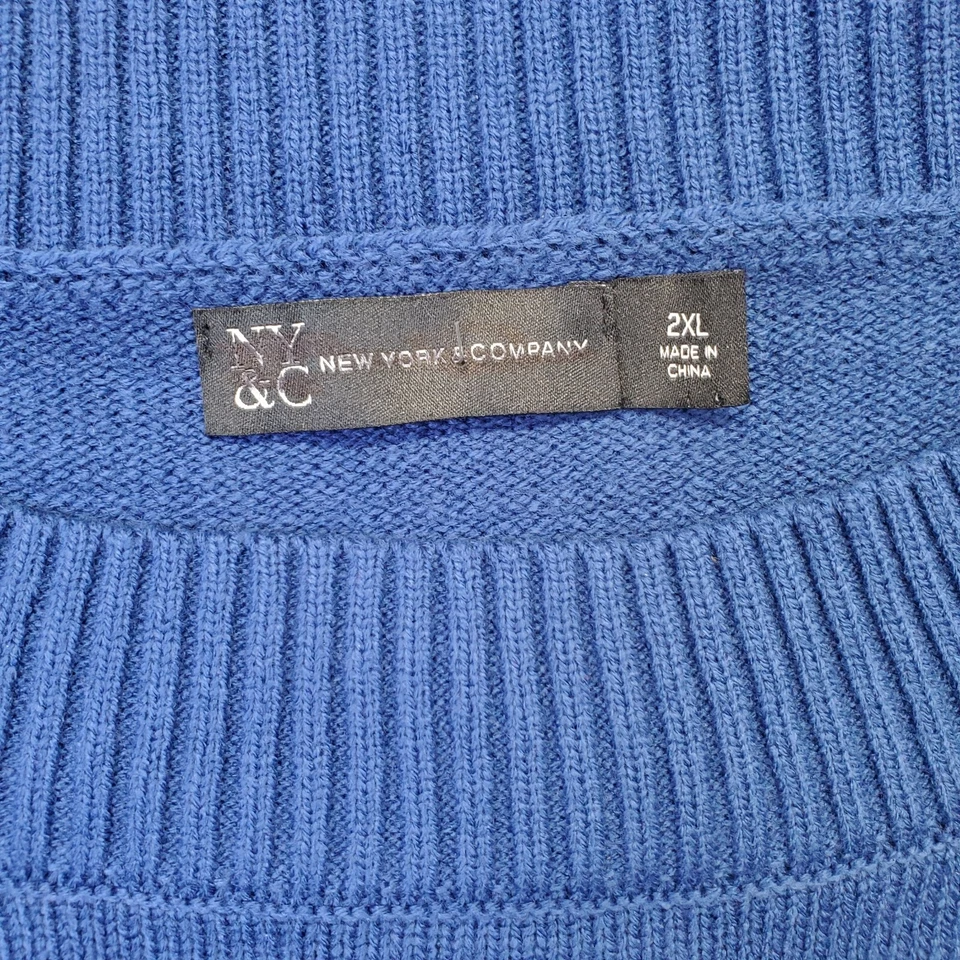 NY
&C
NEW YORK & COMPANY
2XL
MADE IN
CHINA